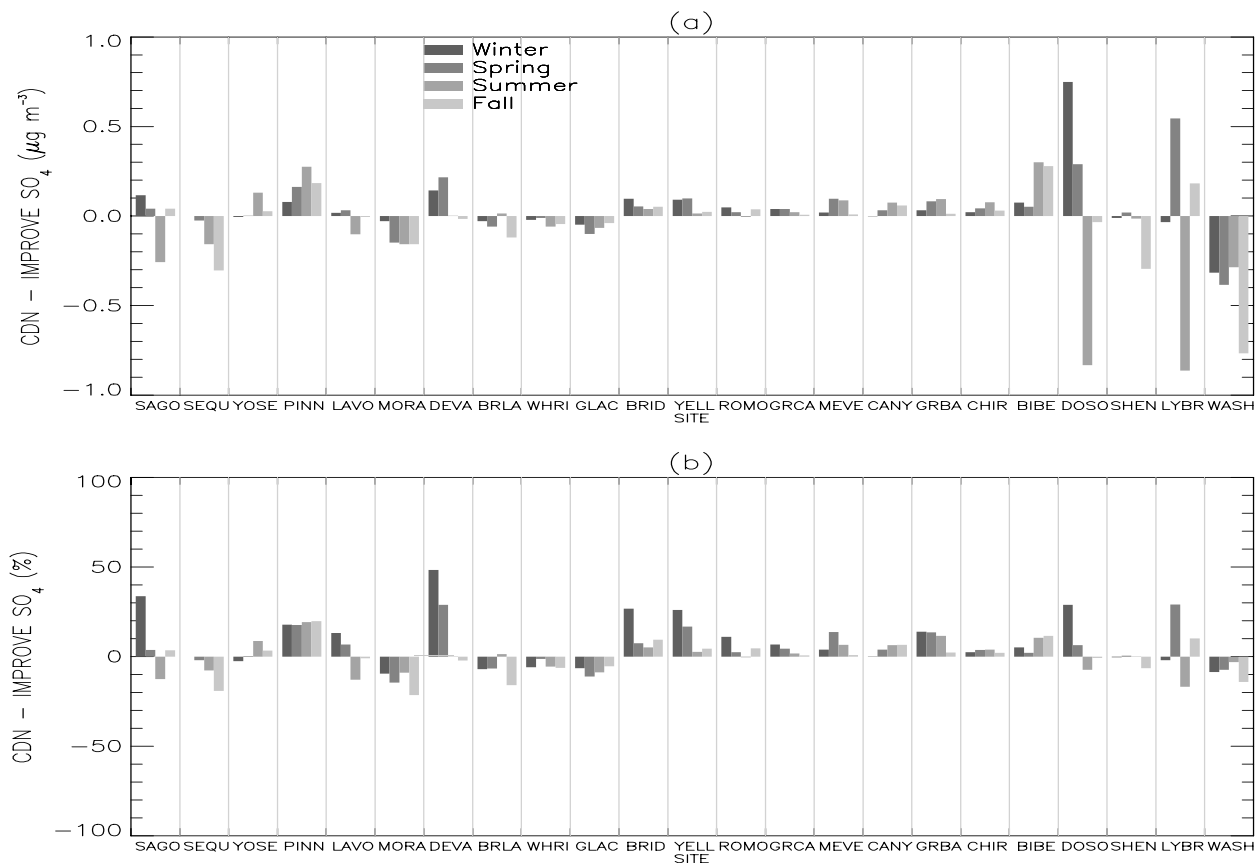 (a)
CDN − IMPROVE SO₄ (μg m⁻³)
1.0
0.5
0.0
−0.5
−1.0
Winter
Spring
Summer
Fall
SAGO SEQU YOSE PINN LAVO MORA DEVA BRLA WHRI GLAC BRID YELL ROMO GRCA MEVE CANY GRBA CHIR BIBE DOSO SHEN LYBR WASH
SITE
(b)
CDN − IMPROVE SO₄ (%)
100
50
0
−50
−100
SAGO SEQU YOSE PINN LAVO MORA DEVA BRLA WHRI GLAC BRID YELL ROMO GRCA MEVE CANY GRBA CHIR BIBE DOSO SHEN LYBR WASH
SITE